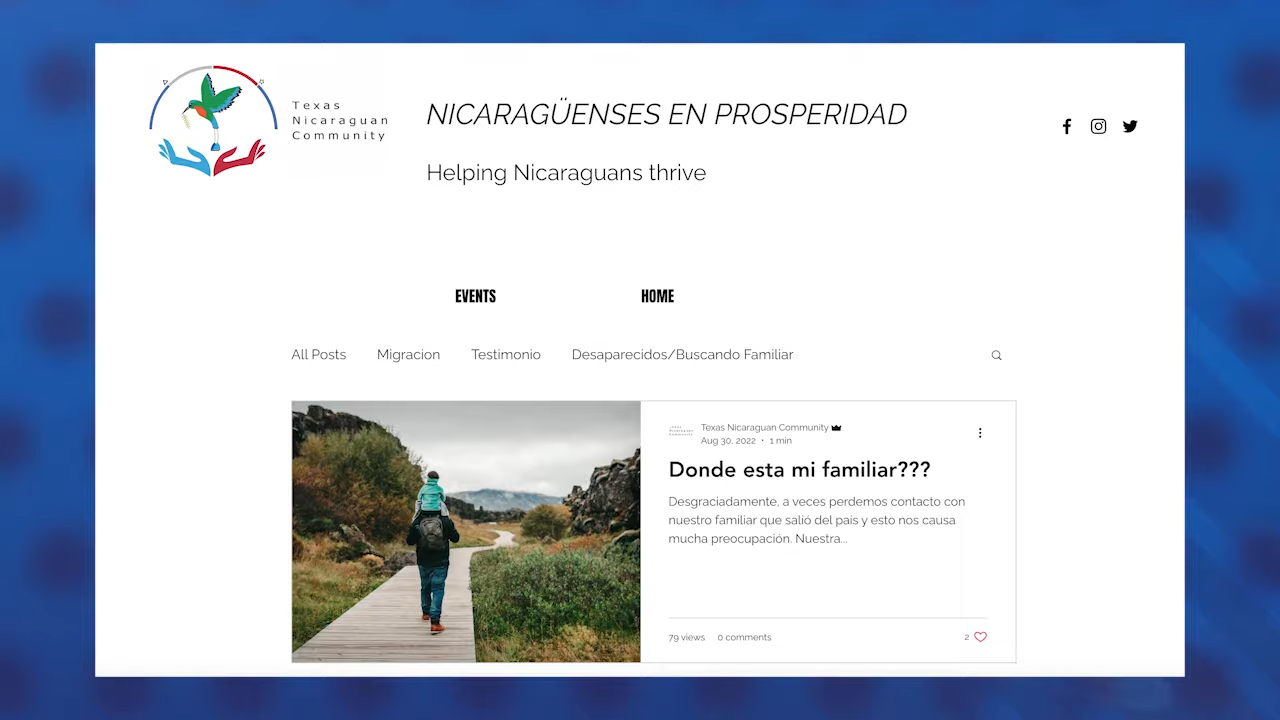 Texas
Nicaraguan
Community
NICARAGÜENSES EN PROSPERIDAD
Helping Nicaraguans thrive
EVENTS HOME
All Posts Migracion Testimonio Desaparecidos/Buscando Familiar
Texas Nicaraguan Community
Aug 30, 2022 · 1 min
Donde esta mi familiar???
Desgraciadamente, a veces perdemos contacto con
nuestro familiar que salió del pais y esto nos causa
mucha preocupación. Nuestra...
79 views 0 comments 2